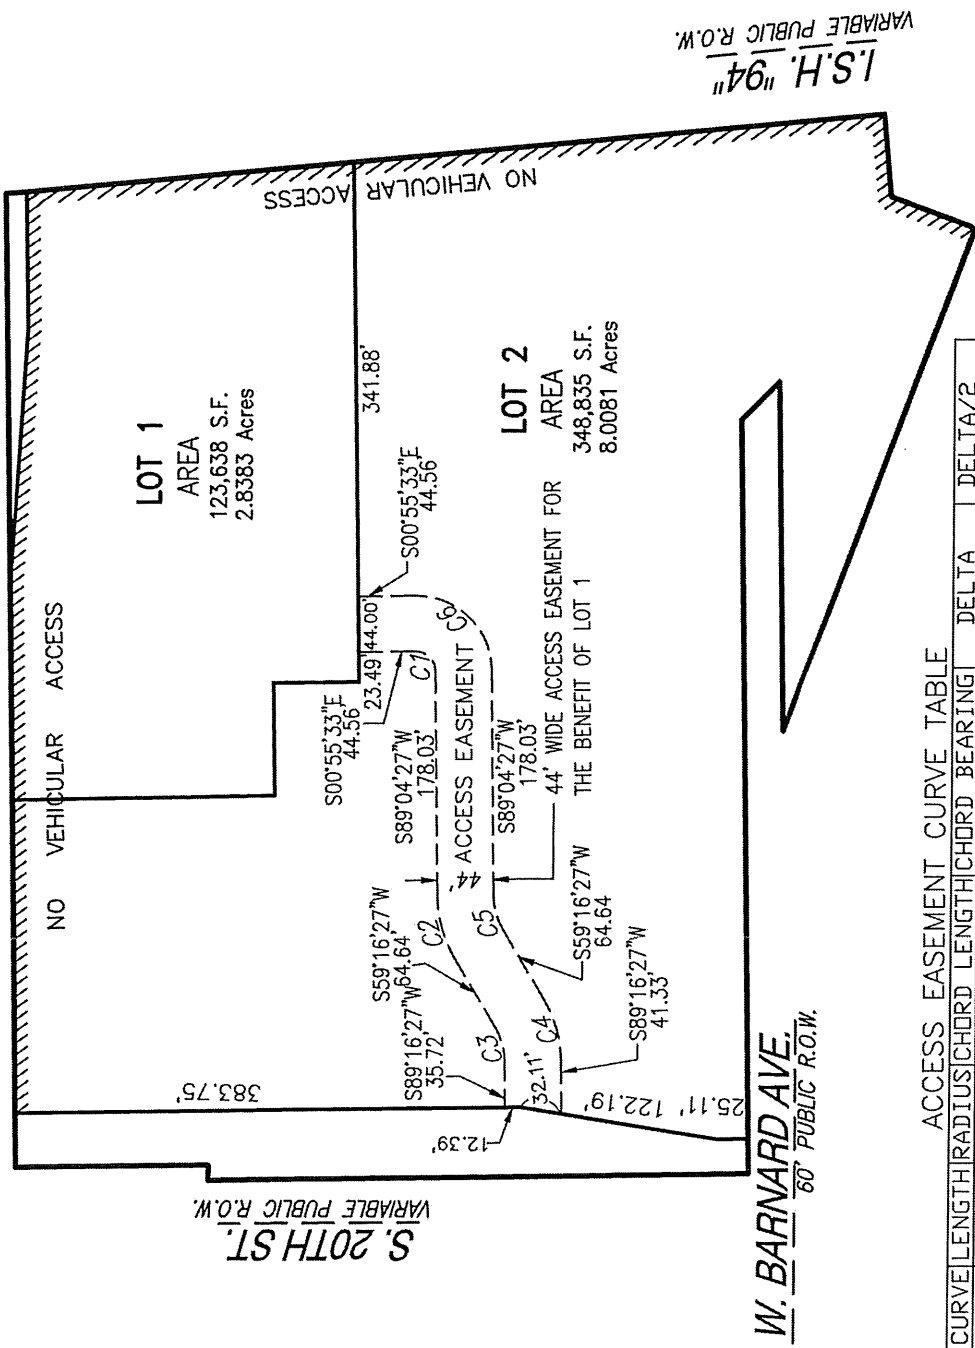 I.S.H. "94"
VARIABLE PUBLIC R.O.W.
NO VEHICULAR ACCESS
NO VEHICULAR ACCESS
LOT 1
AREA
123,638 S.F.
2.8383 Acres
341.88'
LOT 2
AREA
348,835 S.F.
8.0081 Acres
S00°55'33"E
44.56
23.49'
44.00'
S00°55'33"E
44.56
C1
C6
S89°04'27"W
178.03'
ACCESS EASEMENT
S89°04'27"W
178.03'
44' WIDE ACCESS EASEMENT FOR
THE BENEFIT OF LOT 1
44'
C2
C5
S59°16'27"W
64.64'
S59°16'27"W
64.64
C3
C4
S89°16'27"W
35.72'
S89°16'27"W
41.33'
383.75'
12.39'
32.11'
122.19'
25.11'
S. 20TH ST.
VARIABLE PUBLIC R.O.W.
W. BARNARD AVE.
60' PUBLIC R.O.W.
ACCESS EASEMENT CURVE TABLE
CURVE LENGTH RADIUS CHORD LENGTH CHORD BEARING DELTA DELTA/2